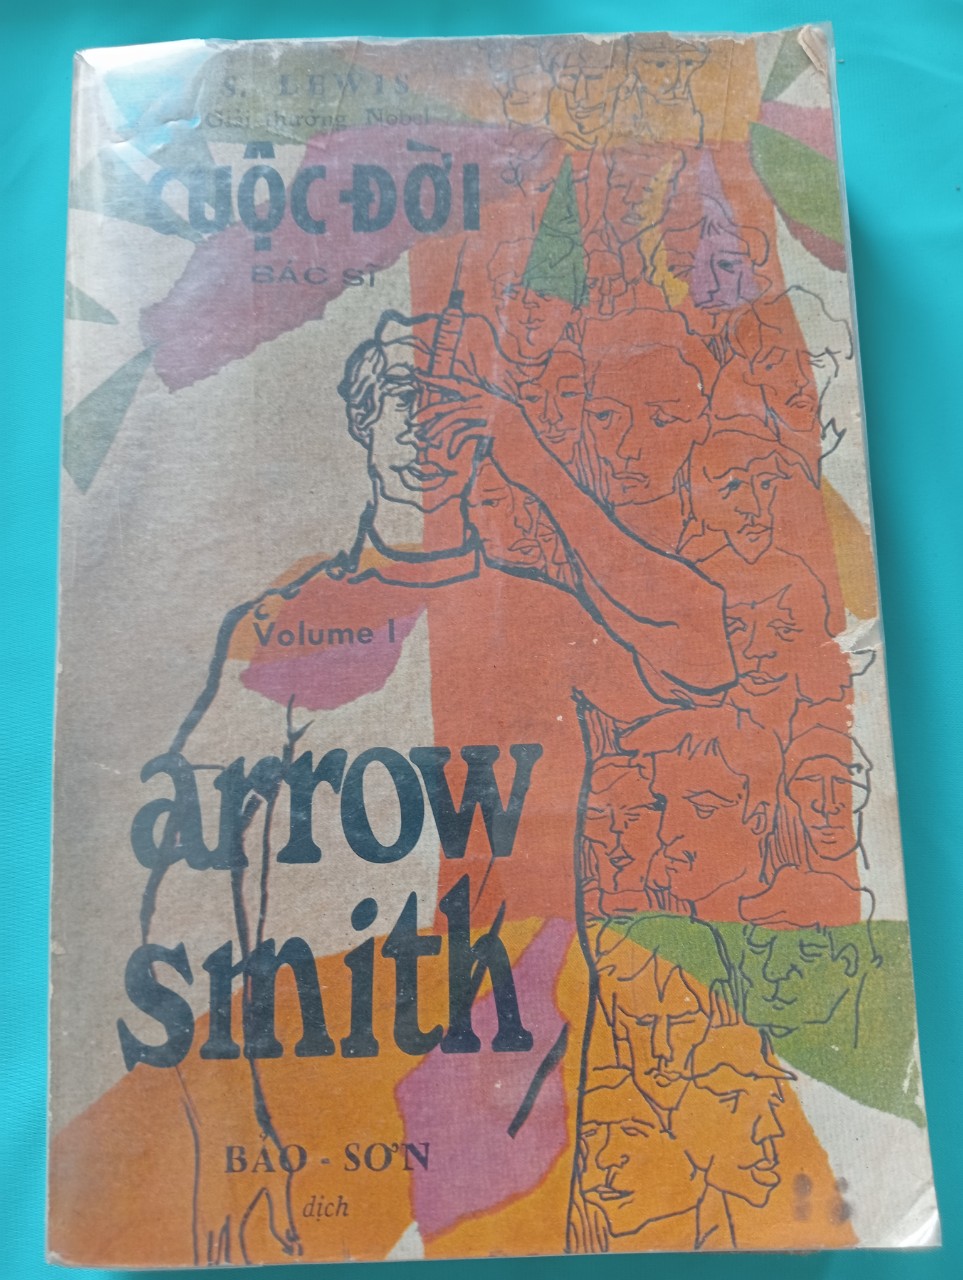 S. LEWIS
Giải thưởng Nobel
CUỘC ĐỜI
BÁC SĨ
Volume I
arrow
smith
BẢO - SƠN
dịch